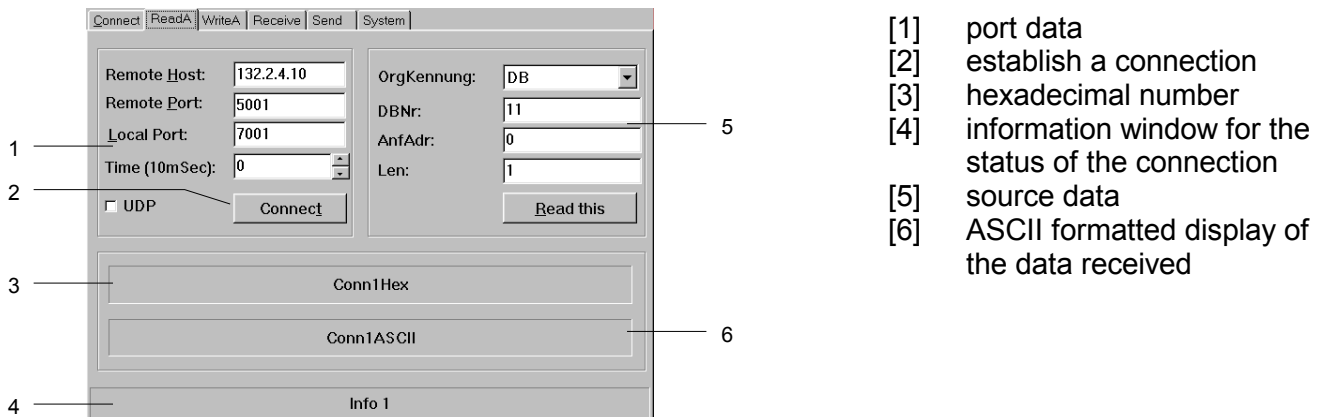 Connect ReadA WriteA Receive Send System
Remote Host: 132.2.4.10
Remote Port: 5001
Local Port: 7001
Time (10mSec): 0
UDP Connect
OrgKennung: DB
DBNr: 11
AnfAdr: 0
Len: 1
Read this
Conn1Hex
Conn1ASCII
Info 1
1
2
3
4
5
6
[1] port data
[2] establish a connection
[3] hexadecimal number
[4] information window for the
status of the connection
[5] source data
[6] ASCII formatted display of
the data received